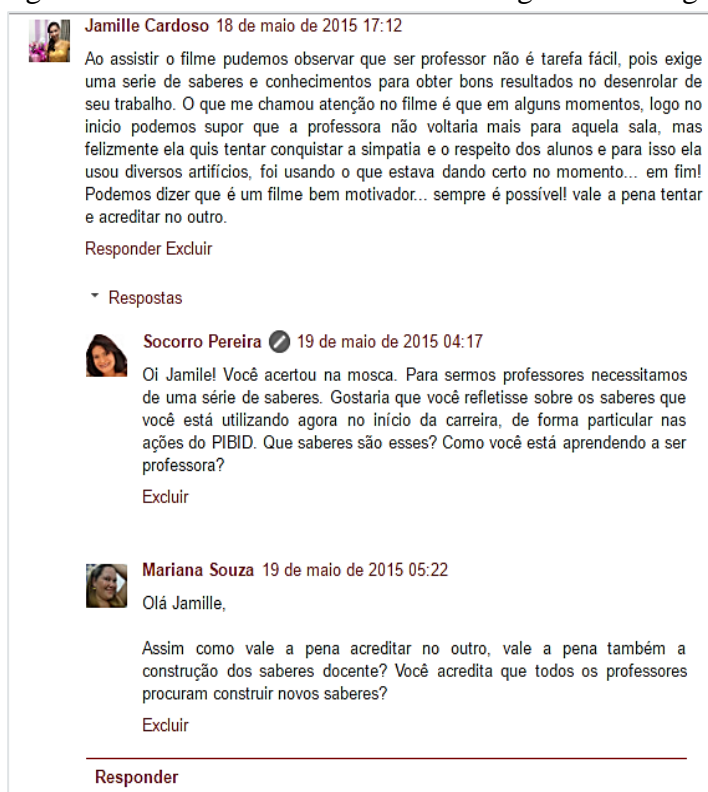 Jamille Cardoso 18 de maio de 2015 17:12
Ao assistir o filme pudemos observar que ser professor não é tarefa fácil, pois exige
uma serie de saberes e conhecimentos para obter bons resultados no desenrolar de
seu trabalho. O que me chamou atenção no filme é que em alguns momentos, logo no
inicio podemos supor que a professora não voltaria mais para aquela sala, mas
felizmente ela quis tentar conquistar a simpatia e o respeito dos alunos e para isso ela
usou diversos artifícios, foi usando o que estava dando certo no momento... em fim!
Podemos dizer que é um filme bem motivador... sempre é possível! vale a pena tentar
e acreditar no outro.
Responder Excluir
Respostas
Socorro Pereira 19 de maio de 2015 04:17
Oi Jamile! Você acertou na mosca. Para sermos professores necessitamos
de uma série de saberes. Gostaria que você refletisse sobre os saberes que
você está utilizando agora no início da carreira, de forma particular nas
ações do PIBID. Que saberes são esses? Como você está aprendendo a ser
professora?
Excluir
Mariana Souza 19 de maio de 2015 05:22
Olá Jamille,
Assim como vale a pena acreditar no outro, vale a pena também a
construção dos saberes docente? Você acredita que todos os professores
procuram construir novos saberes?
Excluir
Responder